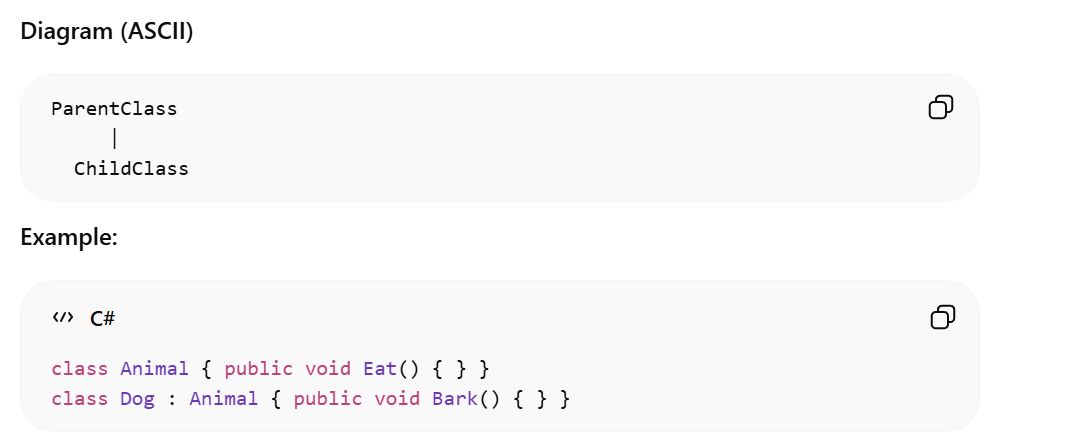 Diagram (ASCII)
ParentClass
|
ChildClass
Example:
</> C#
class Animal { public void Eat() { } }
class Dog : Animal { public void Bark() { } }